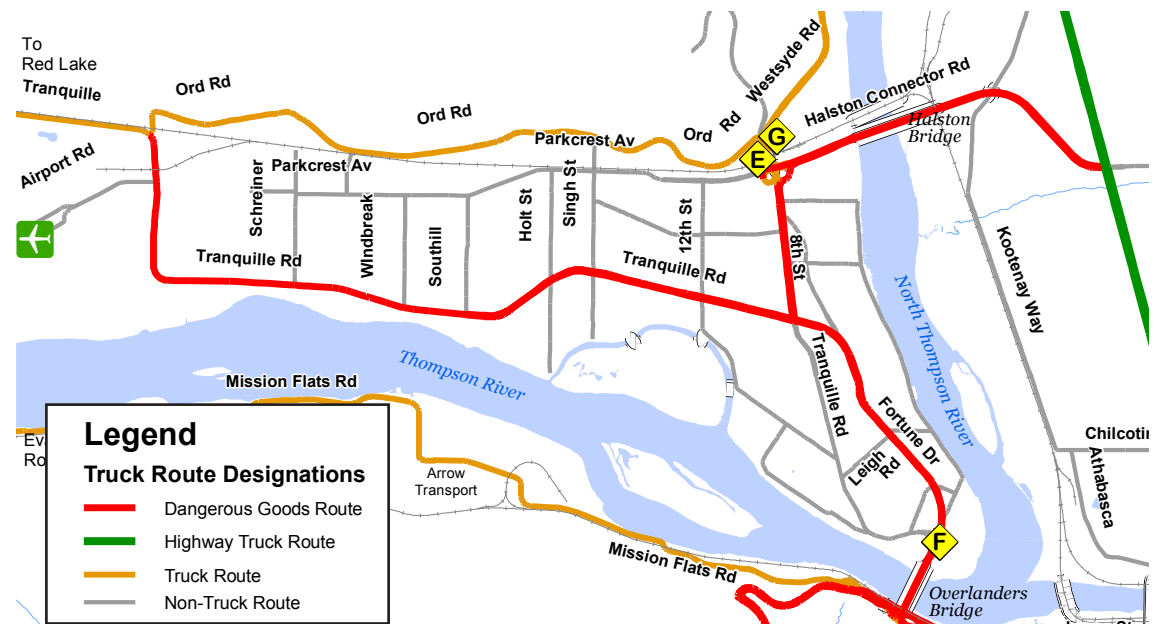 To
Red Lake
Tranquille
Ord Rd
Ord Rd
Westsyde Rd
Ord Rd
Halston Connector Rd
G
E
Halston
Bridge
Parkcrest Av
Parkcrest Av
Airport Rd
Schreiner
Windbreak
Southill
Holt St
Singh St
12th St
8th St
Tranquille Rd
Tranquille Rd
Kootenay Way
North Thompson River
Thompson River
Mission Flats Rd
Tranquille Rd
Fortune Dr
Leigh
Rd
Chilcotin
Athabasca
Arrow
Transport
F
Mission Flats Rd
Overlanders
Bridge
Legend
Truck Route Designations
Dangerous Goods Route
Highway Truck Route
Truck Route
Non-Truck Route